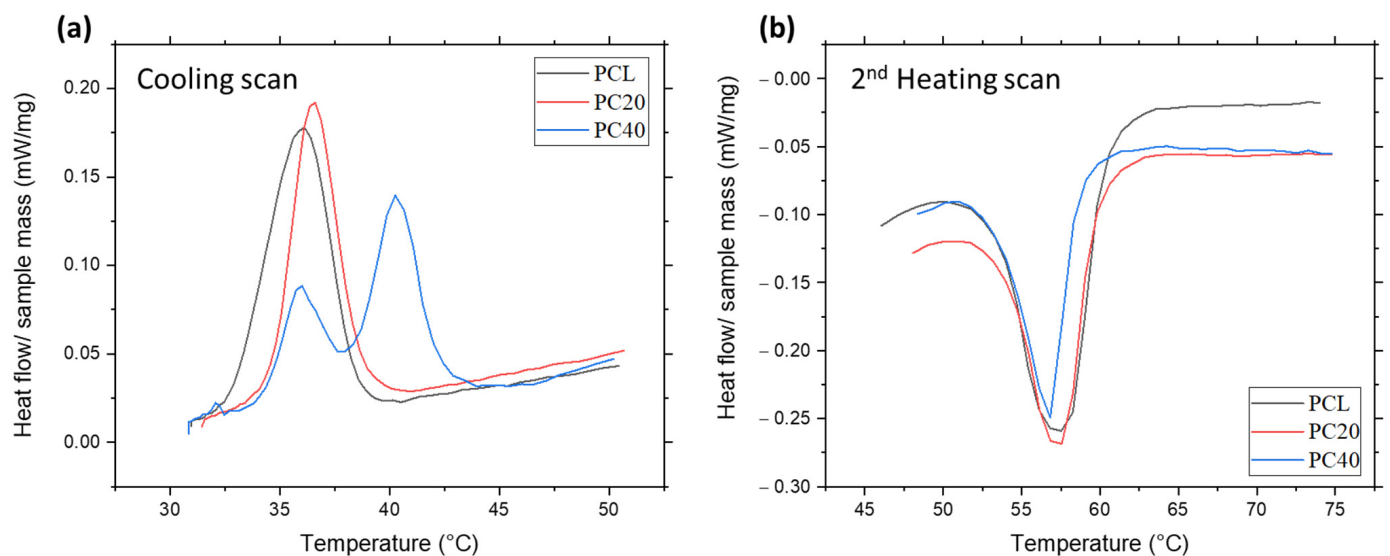 (a)
Cooling scan
PCL
PC20
PC40
0.20
0.15
0.10
0.05
0.00
Heat flow/ sample mass (mW/mg)
30
35
40
45
50
Temperature (°C)
(b)
2nd Heating scan
− 0.00
− 0.05
− 0.10
− 0.15
− 0.20
− 0.25
− 0.30
Heat flow/ sample mass (mW/mg)
PCL
PC20
PC40
45
50
55
60
65
70
75
Temperature (°C)